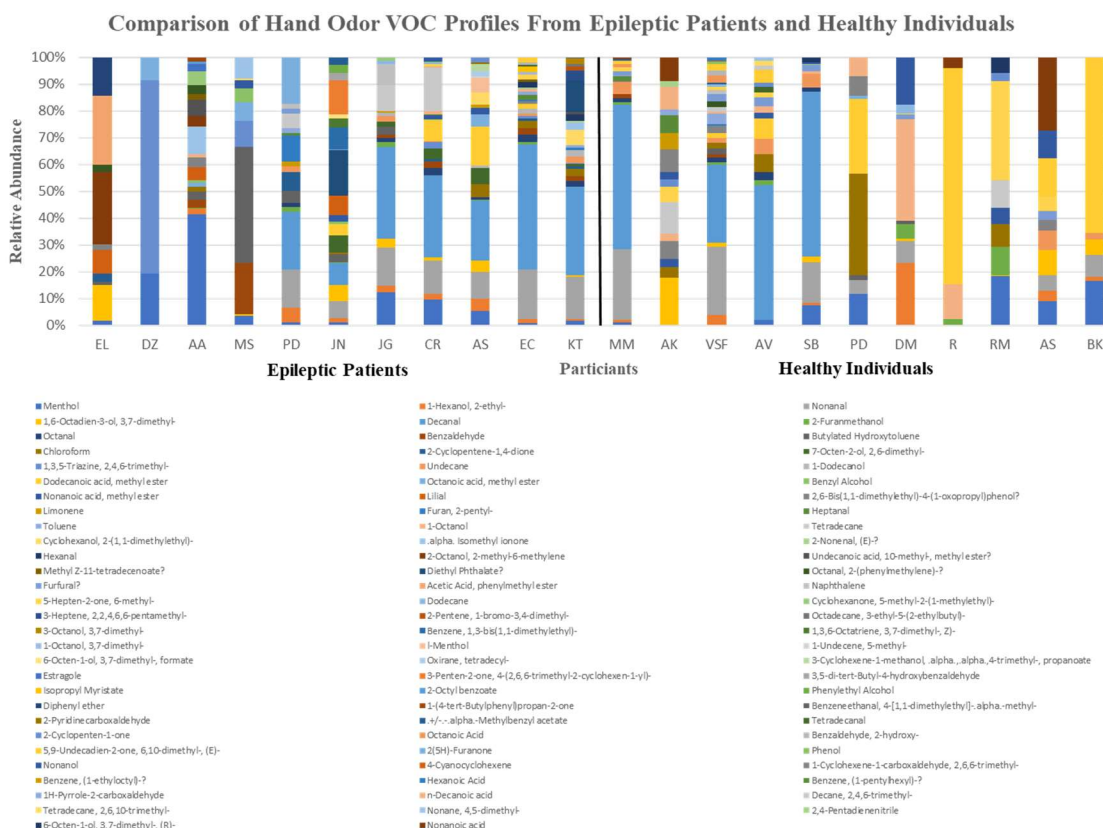 Comparison of Hand Odor VOC Profiles From Epileptic Patients and Healthy Individuals
100%
90%
80%
70%
60%
50%
40%
30%
20%
10%
0%
Relative Abundance
EL DZ AA MS PD JN JG CR AS EC KT MM AK VSF AV SB PD DM R RM AS BK
Epileptic Patients Particiants Healthy Individuals
Menthol 1-Hexanol, 2-ethyl- Nonanal
1,6-Octadien-3-ol, 3,7-dimethyl- Decanal 2-Furanmethanol
Octanal Benzaldehyde Butylated Hydroxytoluene
Chloroform 2-Cyclopentene-1,4-dione 7-Octen-2-ol, 2,6-dimethyl-
1,3,5-Triazine, 2,4,6-trimethyl- Undecane 1-Dodecanol
Dodecanoic acid, methyl ester Octanoic acid, methyl ester Benzyl Alcohol
Nonanoic acid, methyl ester Lilial 2,6-Bis(1,1-dimethylethyl)-4-(1-oxopropyl)phenol?
Limonene Furan, 2-pentyl- Heptanal
Toluene 1-Octanol Tetradecane
Cyclohexanol, 2-(1,1-dimethylethyl)- .alpha. Isomethyl ionone 2-Nonenal, (E)-?
Hexanal 2-Octanol, 2-methyl-6-methylene Undecanoic acid, 10-methyl-, methyl ester?
Methyl Z-11-tetradecenoate? Diethyl Phthalate? Octanal, 2-(phenylmethylene)-?
Furfural? Acetic Acid, phenylmethyl ester Naphthalene
5-Hepten-2-one, 6-methyl- Dodecane Cyclohexanone, 5-methyl-2-(1-methylethyl)-
3-Heptene, 2,2,4,6,6-pentamethyl- 2-Pentene, 1-bromo-3,4-dimethyl- Octadecane, 3-ethyl-5-(2-ethylbutyl)-
3-Octanol, 3,7-dimethyl- Benzene, 1,3-bis(1,1-dimethylethyl)- 1,3,6-Octatriene, 3,7-dimethyl-, Z)-
1-Octanol, 3,7-dimethyl- l-Menthol 1-Undecene, 5-methyl-
6-Octen-1-ol, 3,7-dimethyl-, formate Oxirane, tetradecyl- 3-Cyclohexene-1-methanol, .alpha.,.alpha.,4-trimethyl-, propanoate
Estragole 3-Penten-2-one, 4-(2,6,6-trimethyl-2-cyclohexen-1-yl)- 3,5-di-tert-Butyl-4-hydroxybenzaldehyde
Isopropyl Myristate 2-Octyl benzoate Phenylethyl Alcohol
Diphenyl ether 1-(4-tert-Butylphenyl)propan-2-one Benzeneethanal, 4-[1,1-dimethylethyl]-.alpha.-methyl-
2-Pyridinecarboxaldehyde .+/-.-.alpha.-Methylbenzyl acetate Tetradecanal
2-Cyclopenten-1-one Octanoic Acid Benzaldehyde, 2-hydroxy-
5,9-Undecadien-2-one, 6,10-dimethyl-, (E)- 2(5H)-Furanone Phenol
Nonanol 4-Cyanocyclohexene 1-Cyclohexene-1-carboxaldehyde, 2,6,6-trimethyl-
Benzene, (1-ethyloctyl)-? Hexanoic Acid Benzene, (1-pentylhexyl)-?
1H-Pyrrole-2-carboxaldehyde n-Decanoic acid Decane, 2,4,6-trimethyl-
Tetradecane, 2,6,10-trimethyl- Nonane, 4,5-dimethyl- 2,4-Pentadienenitrile
6-Octen-1-ol, 3,7-dimethyl-, (R)- Nonanoic acid